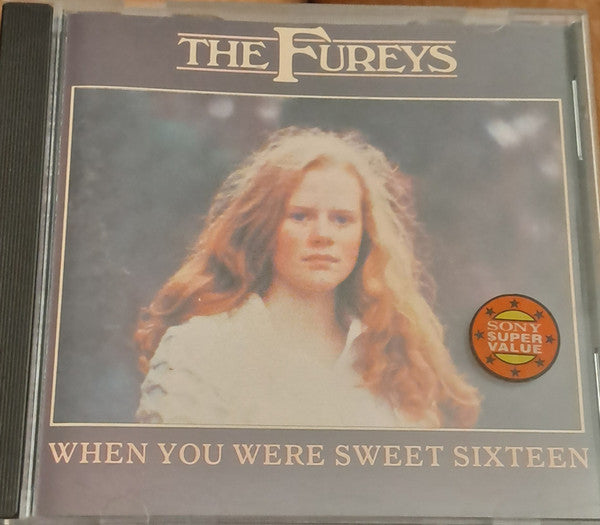 THE FUREYS
SONY
SUPER
VALUE
WHEN YOU WERE SWEET SIXTEEN